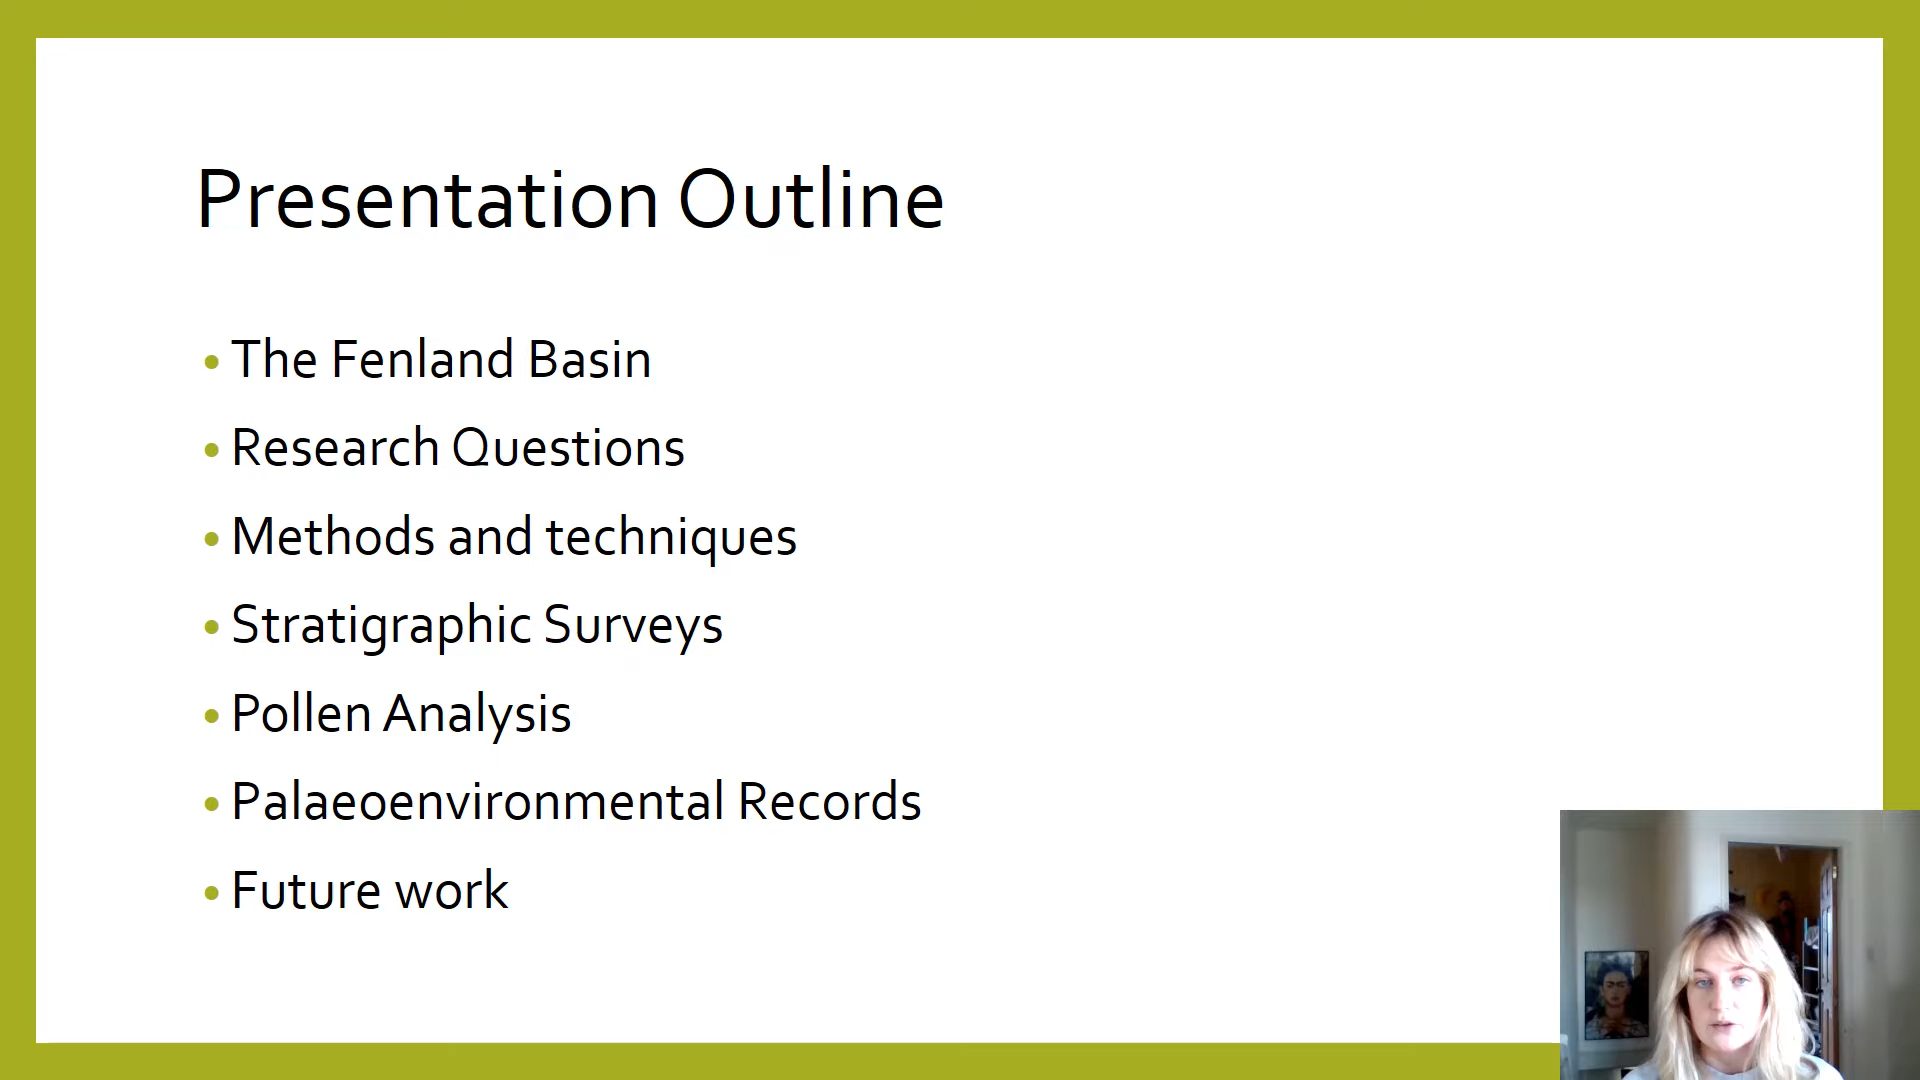 Presentation Outline
• The Fenland Basin
• Research Questions
• Methods and techniques
• Stratigraphic Surveys
• Pollen Analysis
• Palaeoenvironmental Records
• Future work